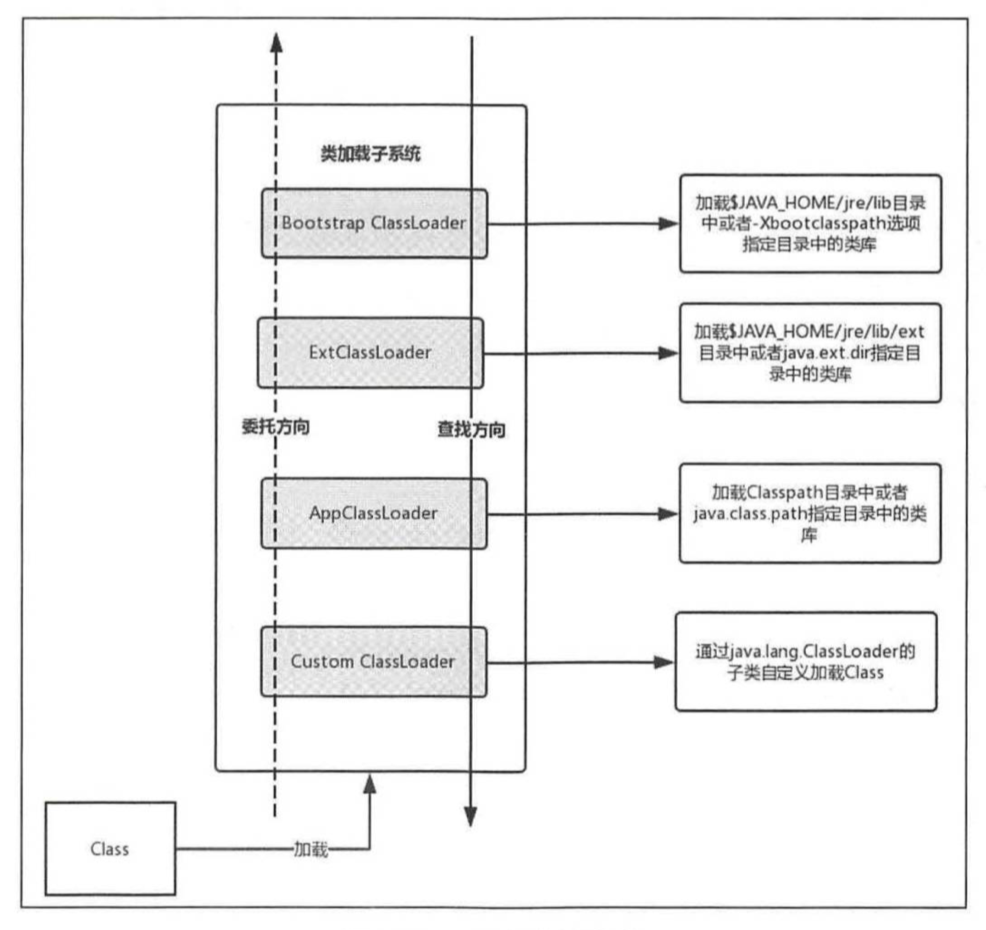 类加载子系统
Bootstrap ClassLoader
加载$JAVA_HOME/jre/lib目录
中或者-Xbootclasspath选项
指定目录中的类库
ExtClassLoader
加载$JAVA_HOME/jre/lib/ext
目录中或者java.ext.dir指定目
录中的类库
委托方向
查找方向
AppClassLoader
加载Classpath目录中或者
java.class.path指定目录中的类
库
Custom ClassLoader
通过java.lang.ClassLoader的
子类自定义加载Class
Class
加载